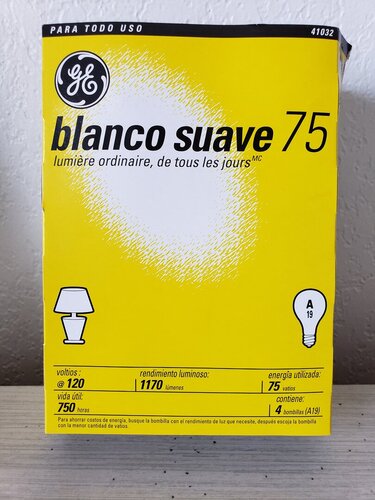 PARA TODO USO 41032
GE
blanco suave 75
lumière ordinaire, de tous les jours MC
A
19
voltios: rendimiento luminoso: energía utilizada:
@ 120 1170 lúmenes 75 vatios
vida útil: contiene:
750 horas 4 bombillas (A19)
Para ahorrar costos de energía, busque la bombilla con el rendimiento de luz que necesite, después escoja la bombilla
con la menor cantidad de vatios.